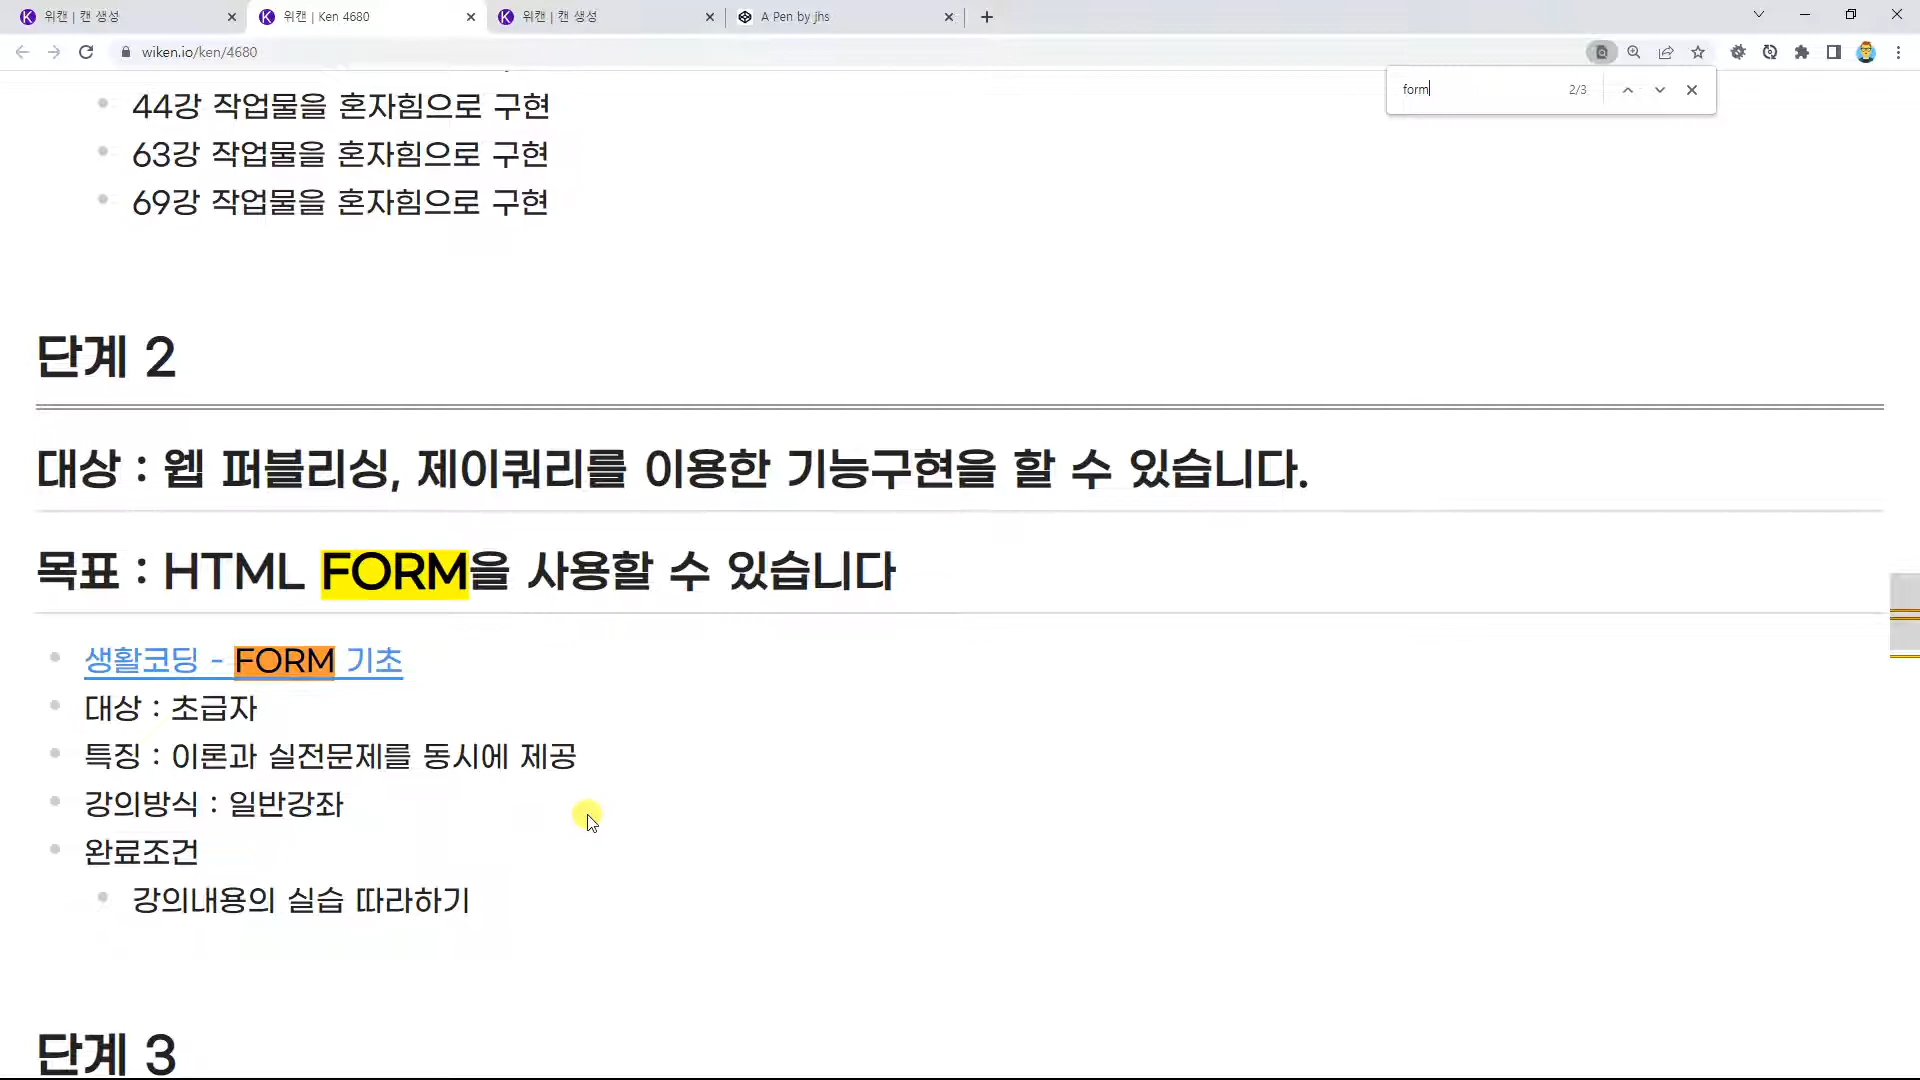 위캔 | 캔 생성
위캔 | Ken 4680
위캔 | 캔 생성
A Pen by jhs
wiken.io/ken/4680
form
2/3
44강 작업물을 혼자힘으로 구현
63강 작업물을 혼자힘으로 구현
69강 작업물을 혼자힘으로 구현
단계 2
대상 : 웹 퍼블리싱, 제이쿼리를 이용한 기능구현을 할 수 있습니다.
목표 : HTML FORM을 사용할 수 있습니다
생활코딩 - FORM 기초
대상 : 초급자
특징 : 이론과 실전문제를 동시에 제공
강의방식 : 일반강좌
완료조건
강의내용의 실습 따라하기
단계 3